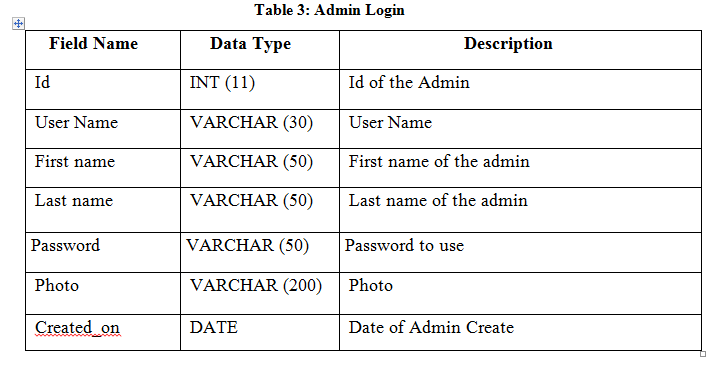 Table 3: Admin Login
Field Name Data Type Description
Id INT (11) Id of the Admin
User Name VARCHAR (30) User Name
First name VARCHAR (50) First name of the admin
Last name VARCHAR (50) Last name of the admin
Password VARCHAR (50) Password to use
Photo VARCHAR (200) Photo
Created_on DATE Date of Admin Create